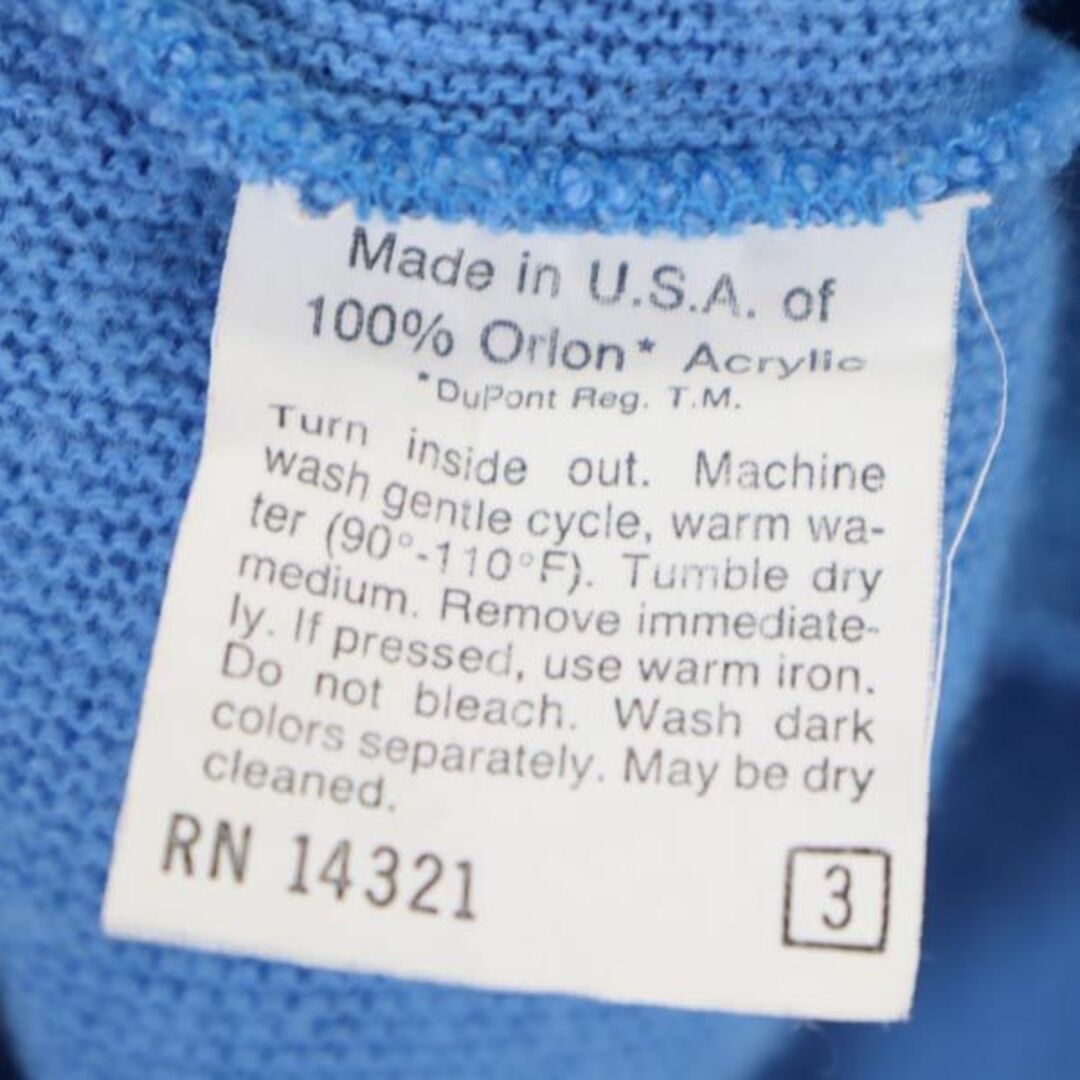 Made in U.S.A. of
100% Orlon* Acrylic
*DuPont Reg. T.M.
Turn inside out. Machine
wash gentle cycle, warm wa-
ter (90°-110°F). Tumble dry
medium. Remove immediate-
ly. If pressed, use warm iron.
Do not bleach. Wash dark
colors separately. May be dry
cleaned.
RN 14321
3